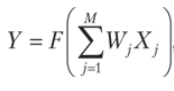 Y = F(∑_{j=1}^{M} W_j X_j),